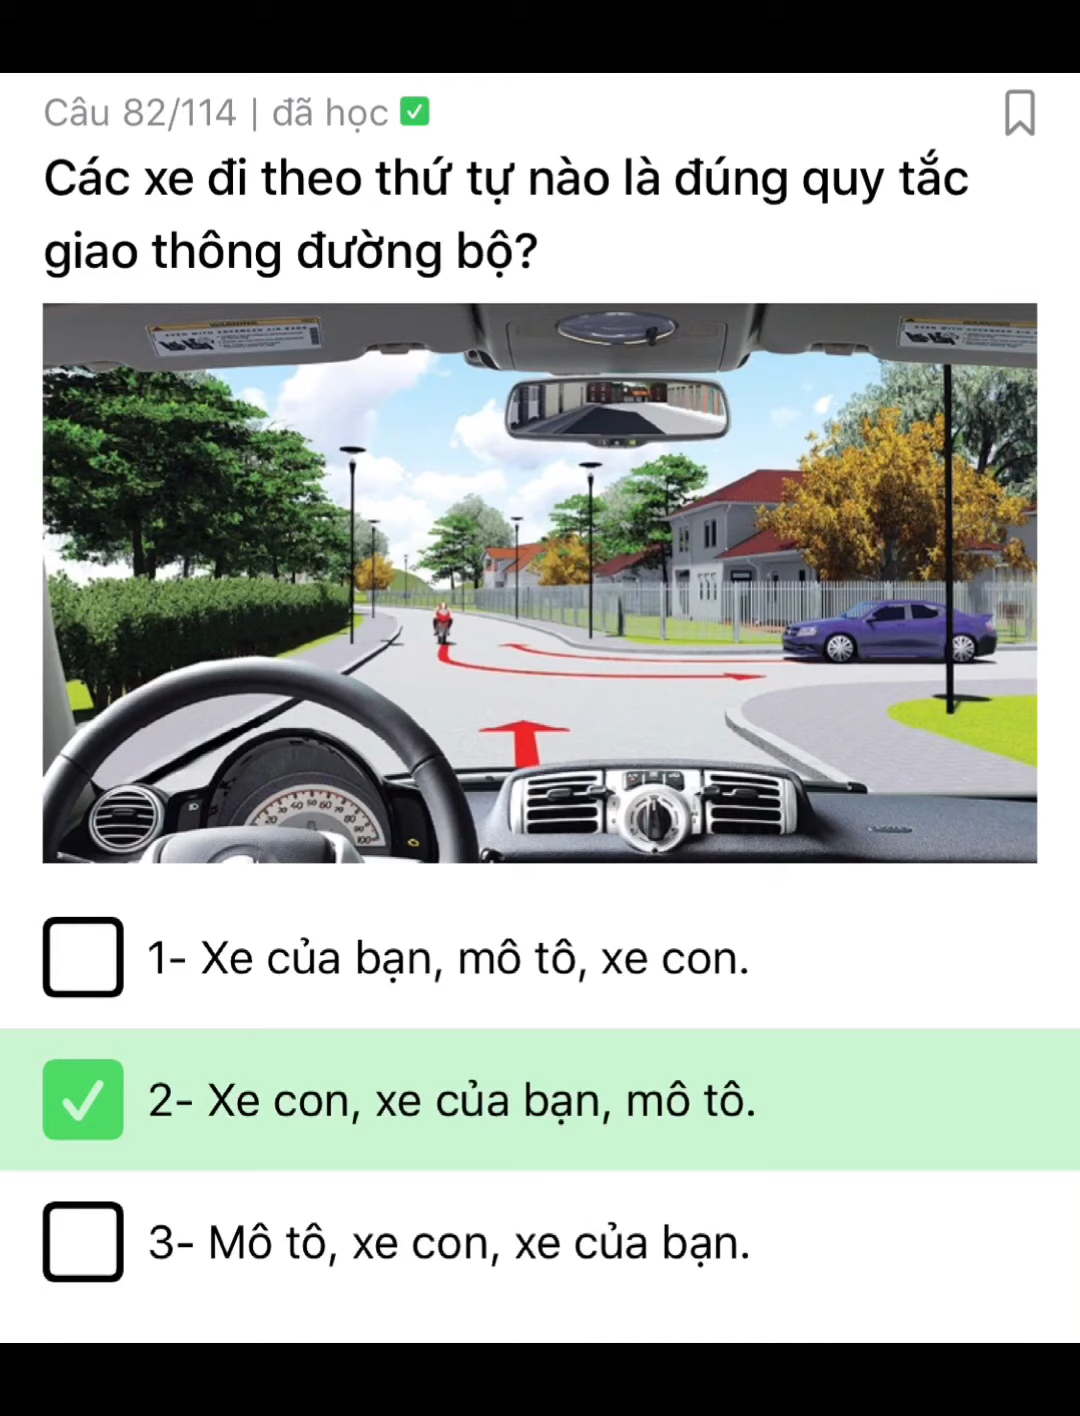 Câu 82/114 | đã học
Các xe đi theo thứ tự nào là đúng quy tắc
giao thông đường bộ?
WARNING
1- Xe của bạn, mô tô, xe con.
2- Xe con, xe của bạn, mô tô.
3- Mô tô, xe con, xe của bạn.